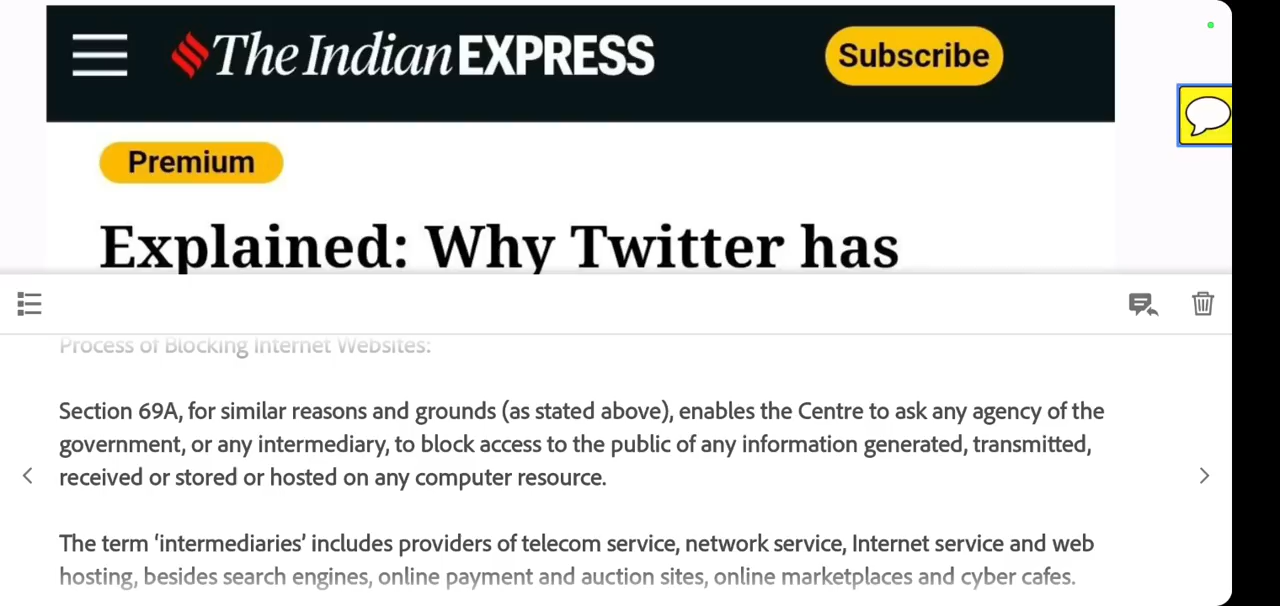 The Indian EXPRESS
Subscribe
Premium
Explained: Why Twitter has
Process of Blocking Internet Websites:
Section 69A, for similar reasons and grounds (as stated above), enables the Centre to ask any agency of the
government, or any intermediary, to block access to the public of any information generated, transmitted,
received or stored or hosted on any computer resource.
The term ‘intermediaries’ includes providers of telecom service, network service, Internet service and web
hosting, besides search engines, online payment and auction sites, online marketplaces and cyber cafes.